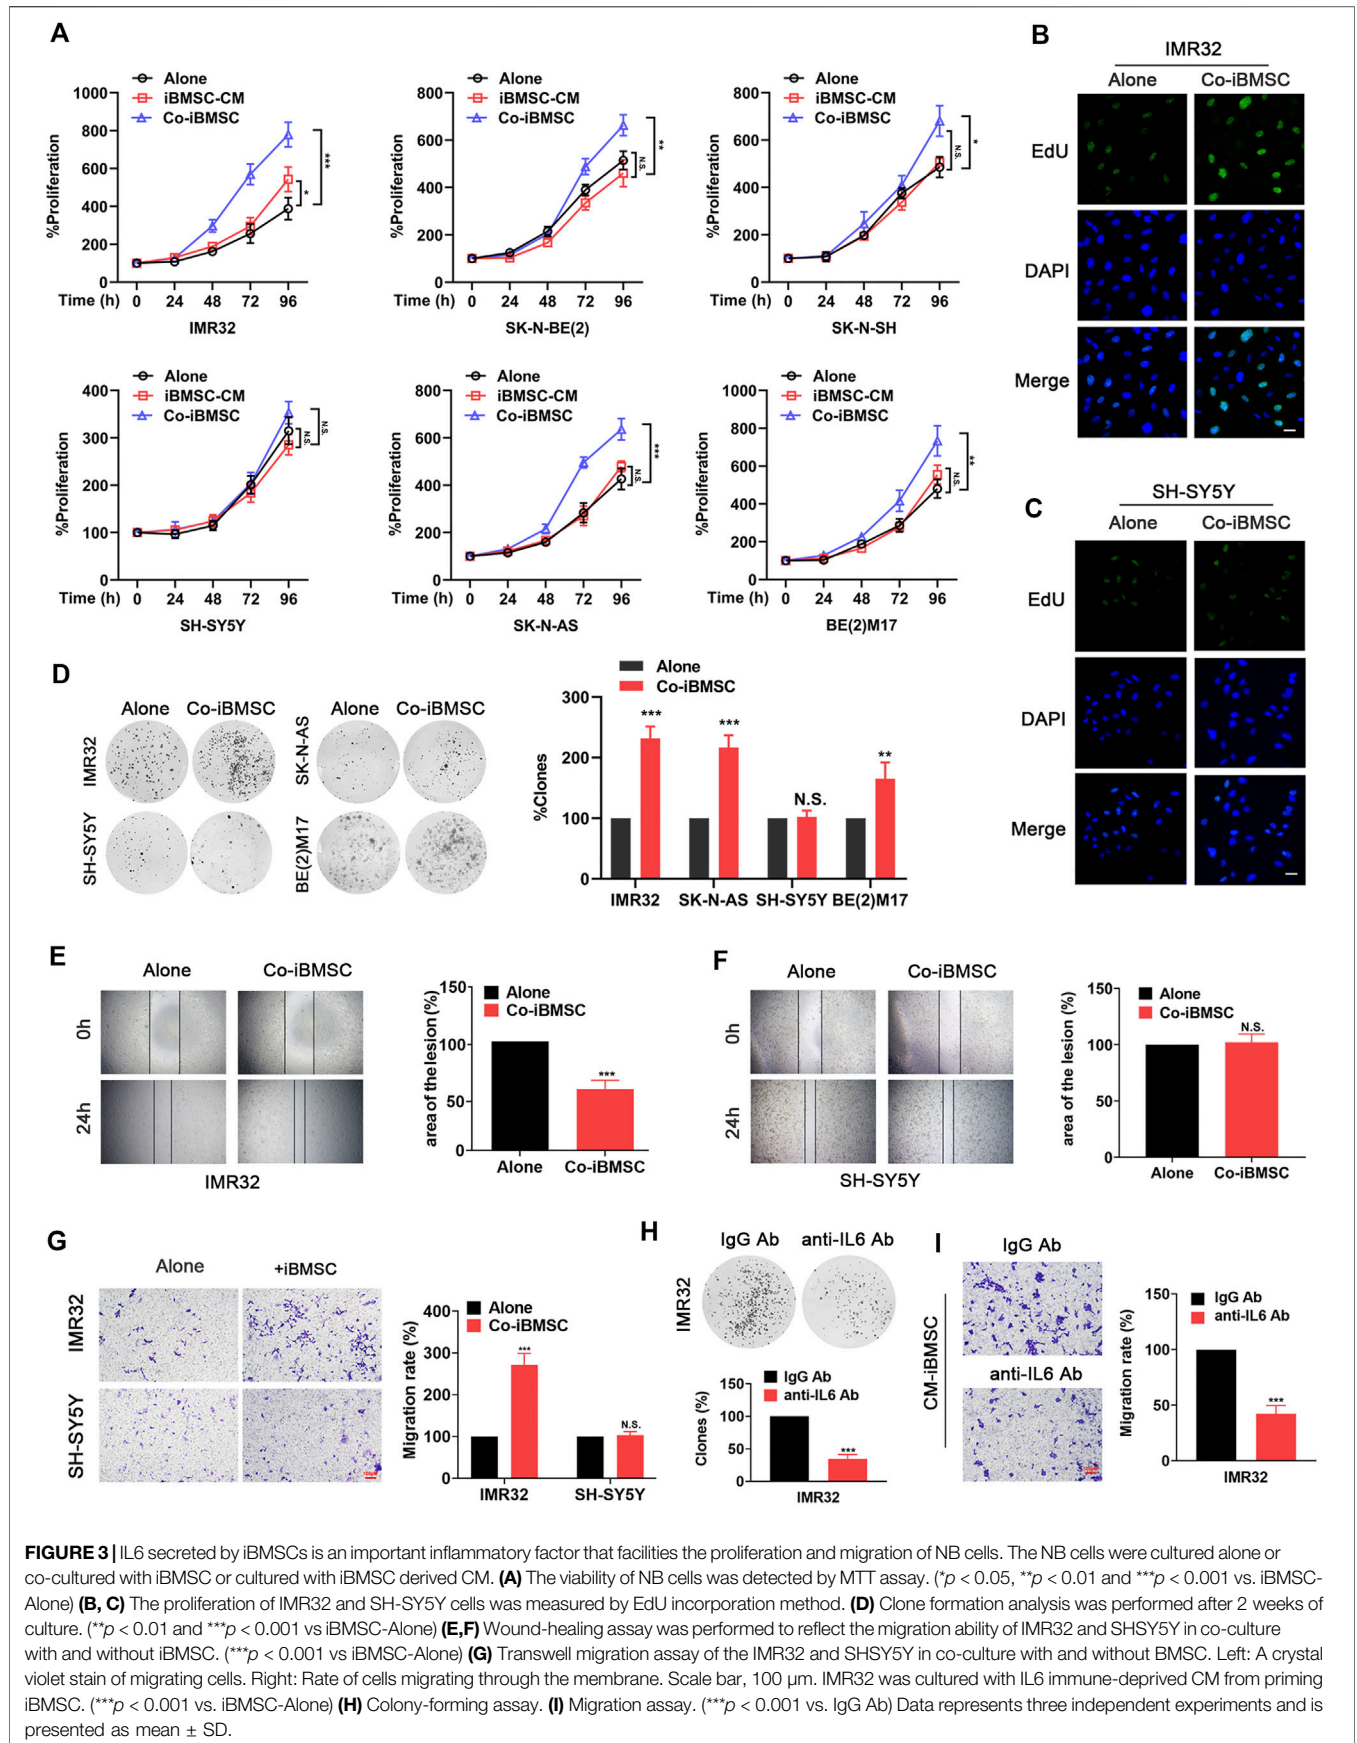 A
Alone
iBMSC-CM
Co-iBMSC
%Proliferation
1000
800
600
400
200
0
***
*
Time (h) 0 24 48 72 96
IMR32
Alone
iBMSC-CM
Co-iBMSC
%Proliferation
800
600
400
200
0
N.S.
**
Time (h) 0 24 48 72 96
SK-N-BE(2)
Alone
iBMSC-CM
Co-iBMSC
%Proliferation
800
600
400
200
0
N.S.
*
Time (h) 0 24 48 72 96
SK-N-SH
Alone
iBMSC-CM
Co-iBMSC
%Proliferation
400
300
200
100
0
N.S.
N.S.
Time (h) 0 24 48 72 96
SH-SY5Y
Alone
iBMSC-CM
Co-iBMSC
%Proliferation
800
600
400
200
0
N.S.
***
Time (h) 0 24 48 72 96
SK-N-AS
Alone
iBMSC-CM
Co-iBMSC
%Proliferation
1000
800
600
400
200
0
N.S.
**
Time (h) 0 24 48 72 96
BE(2)M17
B
IMR32
Alone Co-iBMSC
EdU
DAPI
Merge
C
SH-SY5Y
Alone Co-iBMSC
EdU
DAPI
Merge
D
Alone Co-iBMSC
IMR32
SH-SY5Y
Alone Co-iBMSC
SK-N-AS
BE(2)M17
Alone
Co-iBMSC
%Clones
300
200
100
0
*** *** N.S. **
IMR32 SK-N-AS SH-SY5Y BE(2)M17
E
Alone Co-iBMSC
0h
24h
IMR32
Alone
Co-iBMSC
area of the lesion (%)
150
100
50
0
***
Alone Co-iBMSC
F
Alone Co-iBMSC
0h
24h
SH-SY5Y
Alone
Co-iBMSC
area of the lesion (%)
150
100
50
0
N.S.
Alone Co-iBMSC
G
Alone +iBMSC
IMR32
SH-SY5Y
100μm
Alone
Co-iBMSC
Migration rate (%)
400
300
200
100
0
*** N.S.
IMR32 SH-SY5Y
H
IgG Ab anti-IL6 Ab
IMR32
IgG Ab
anti-IL6 Ab
Clones (%)
150
100
50
0
***
IMR32
I
IgG Ab
anti-IL6 Ab
CM-iBMSC
IgG Ab
anti-IL6 Ab
Migration rate (%)
150
100
50
0
***
IMR32
FIGURE 3 | IL6 secreted by iBMSCs is an important inflammatory factor that facilities the proliferation and migration of NB cells. The NB cells were cultured alone or
co-cultured with iBMSC or cultured with iBMSC derived CM. (A) The viability of NB cells was detected by MTT assay. (*p < 0.05, **p < 0.01 and ***p < 0.001 vs. iBMSC-
Alone) (B, C) The proliferation of IMR32 and SH-SY5Y cells was measured by EdU incorporation method. (D) Clone formation analysis was performed after 2 weeks of
culture. (**p < 0.01 and ***p < 0.001 vs iBMSC-Alone) (E,F) Wound-healing assay was performed to reflect the migration ability of IMR32 and SHSY5Y in co-culture
with and without iBMSC. (***p < 0.001 vs iBMSC-Alone) (G) Transwell migration assay of the IMR32 and SHSY5Y in co-culture with and without BMSC. Left: A crystal
violet stain of migrating cells. Right: Rate of cells migrating through the membrane. Scale bar, 100 μm. IMR32 was cultured with IL6 immune-deprived CM from priming
iBMSC. (***p < 0.001 vs. iBMSC-Alone) (H) Colony-forming assay. (I) Migration assay. (***p < 0.001 vs. IgG Ab) Data represents three independent experiments and is
presented as mean ± SD.